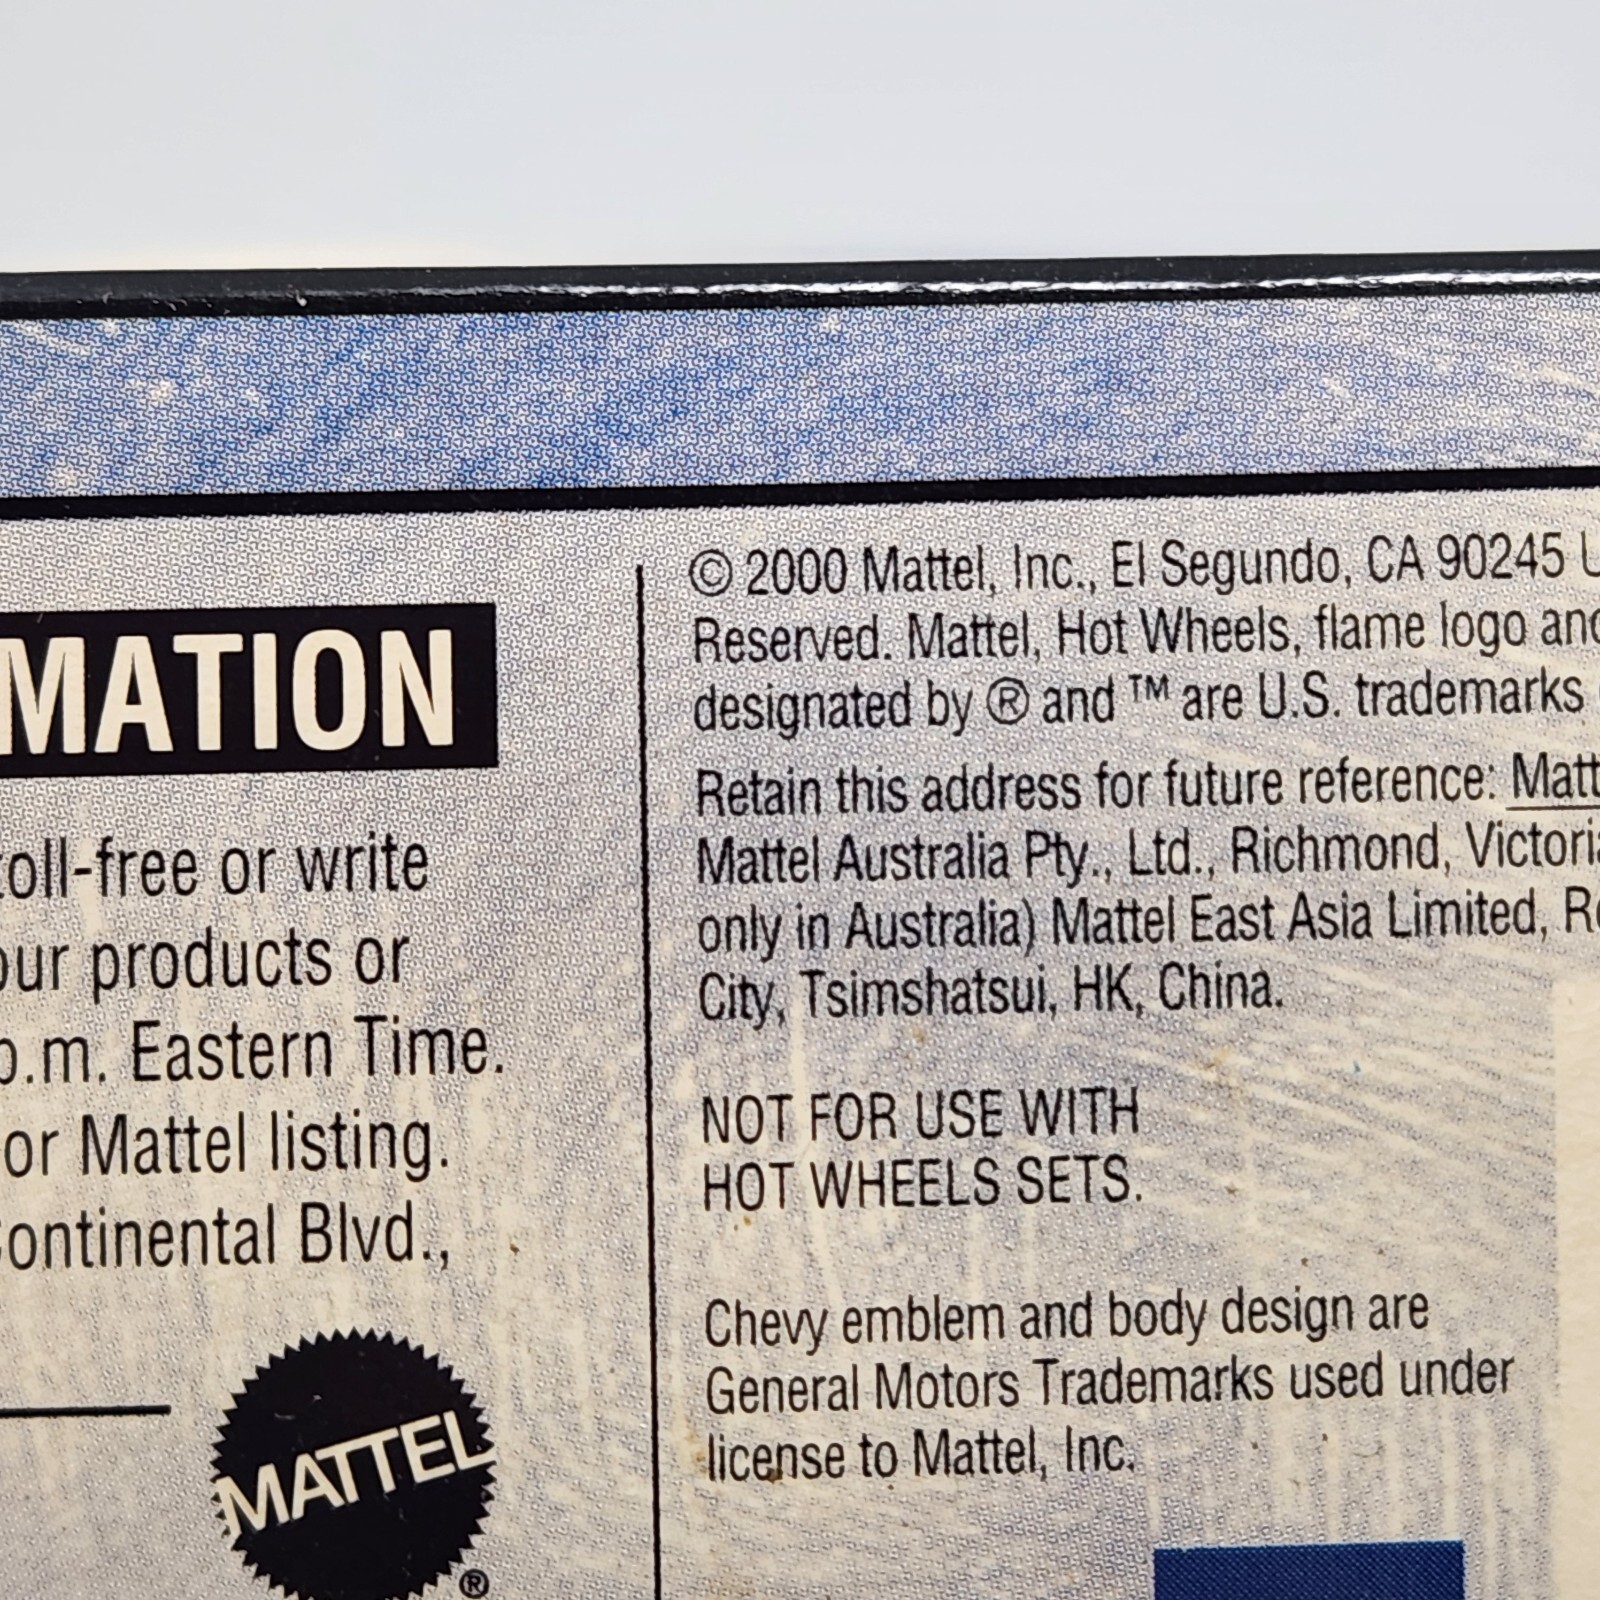 MATION
toll-free or write
our products or
p.m. Eastern Time.
or Mattel listing.
Continental Blvd.,
MATTEL
®
© 2000 Mattel, Inc., El Segundo, CA 90245
Reserved. Mattel, Hot Wheels, flame logo and
designated by ® and ™ are U.S. trademarks
Retain this address for future reference: Matt
Mattel Australia Pty., Ltd., Richmond, Victoria
only in Australia) Mattel East Asia Limited,
City, Tsimshatsui, HK, China.
NOT FOR USE WITH
HOT WHEELS SETS.
Chevy emblem and body design are
General Motors Trademarks used under
license to Mattel, Inc.